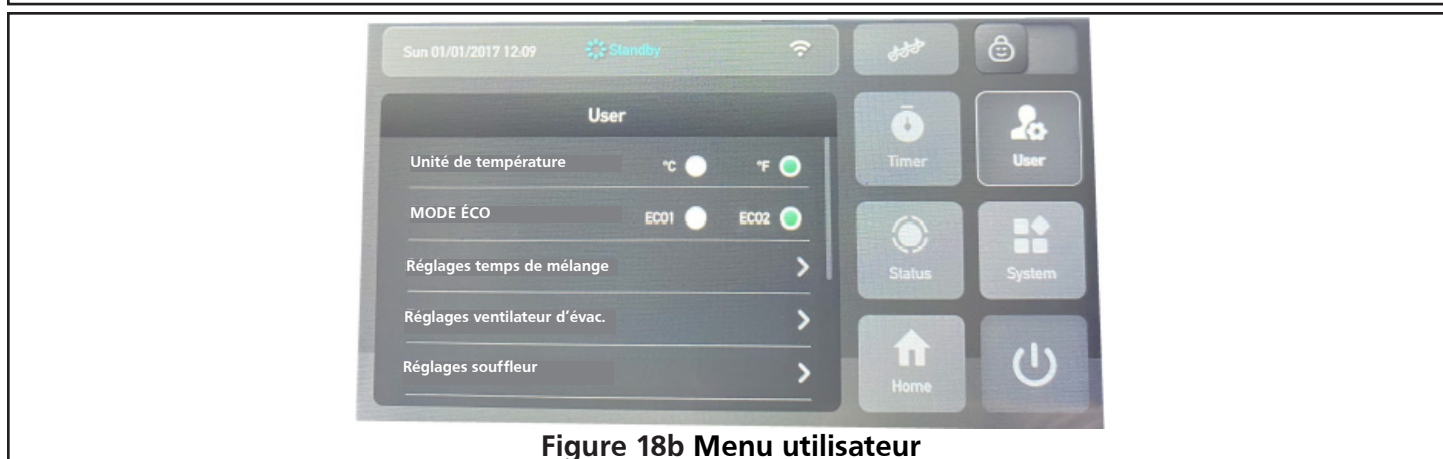 Sun 01/01/2017 12:09 Standby
User
Unité de température °C °F
MODE ÉCO ECO1 ECO2
Réglages temps de mélange
Réglages ventilateur d’évac.
Réglages souffleur
Timer User
Status System
Home
Figure 18b Menu utilisateur